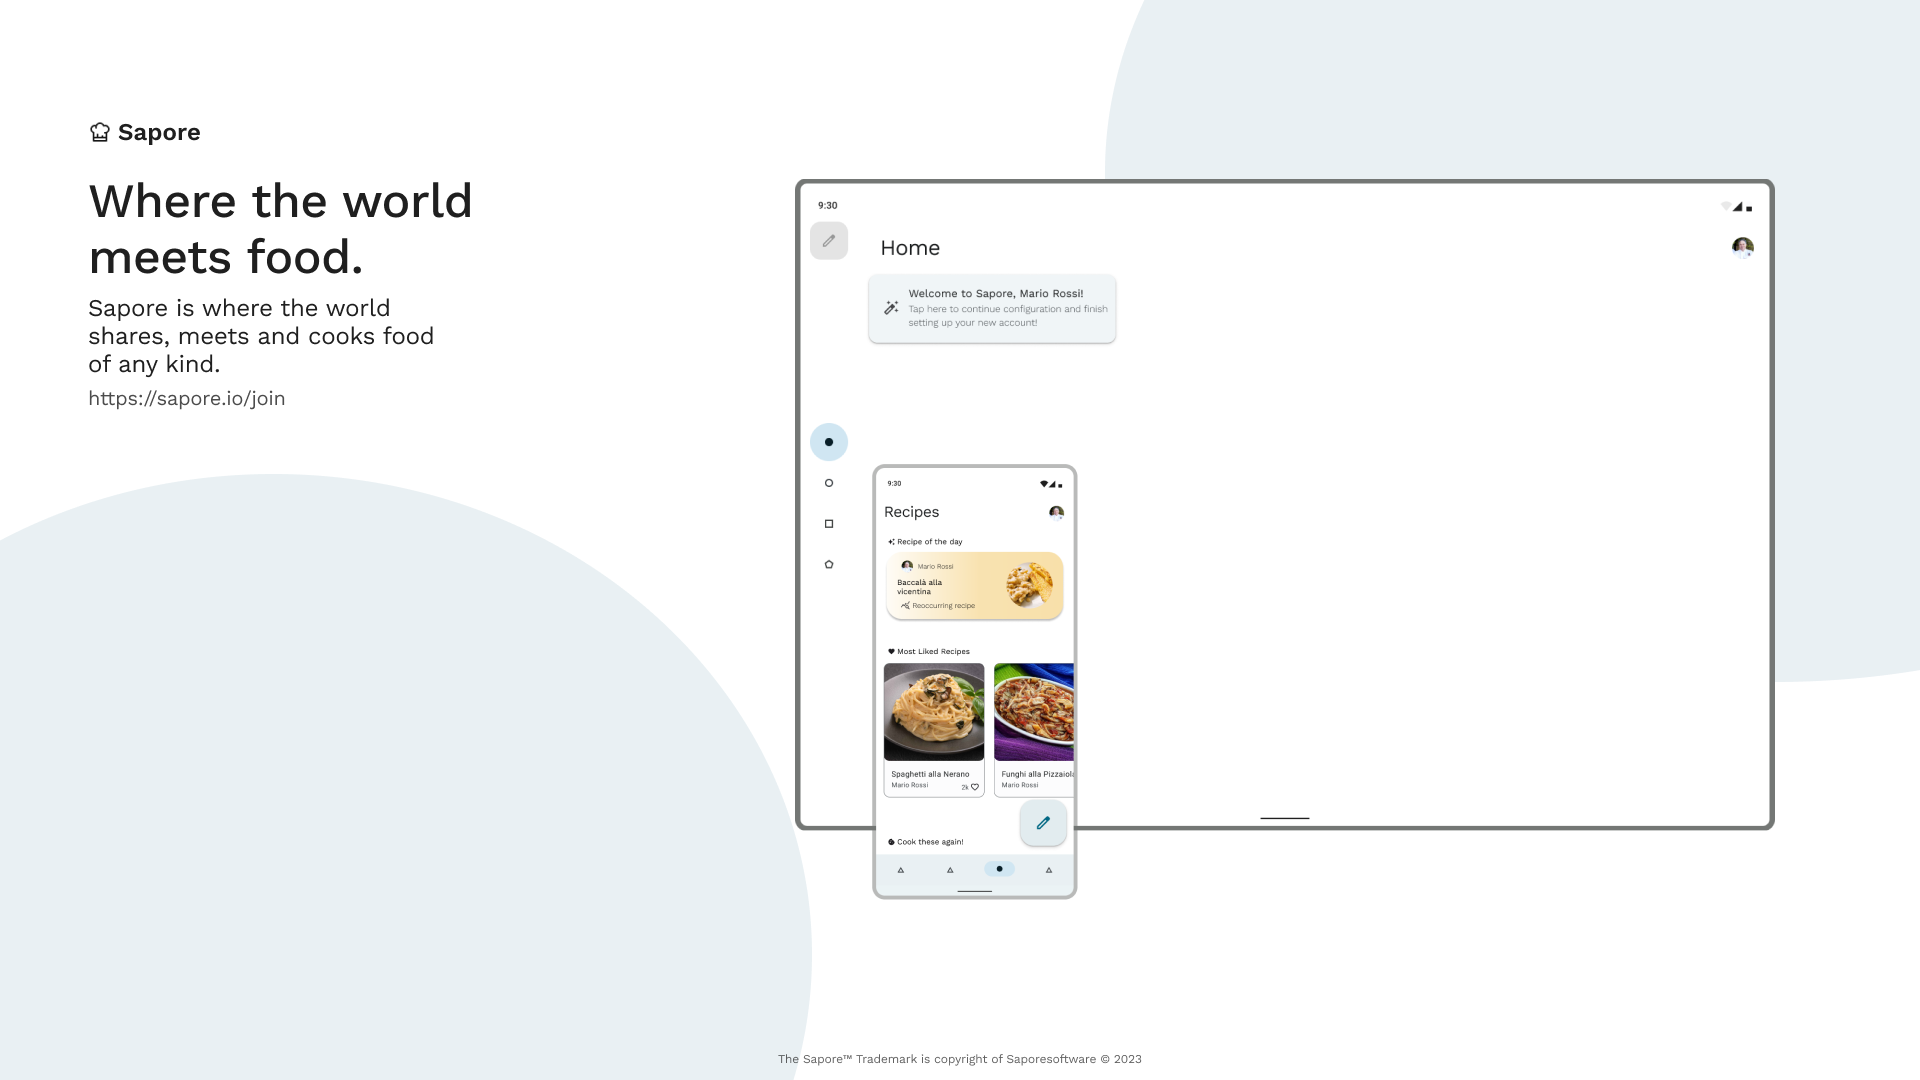 Sapore
Where the world
meets food.
Sapore is where the world
shares, meets and cooks food
of any kind.
https://sapore.io/join
9:30
Home
Welcome to Sapore, Mario Rossi!
Tap here to continue configuration and finish
setting up your new account!
9:30
Recipes
Recipe of the day
Mario Rossi
Baccalà alla
vicentina
Reoccurring recipe
Most Liked Recipes
Spaghetti alla Nerano
Mario Rossi
2k
Funghi alla Pizzaiola
Mario Rossi
Cook these again!
The Sapore™ Trademark is copyright of Saporesoftware © 2023